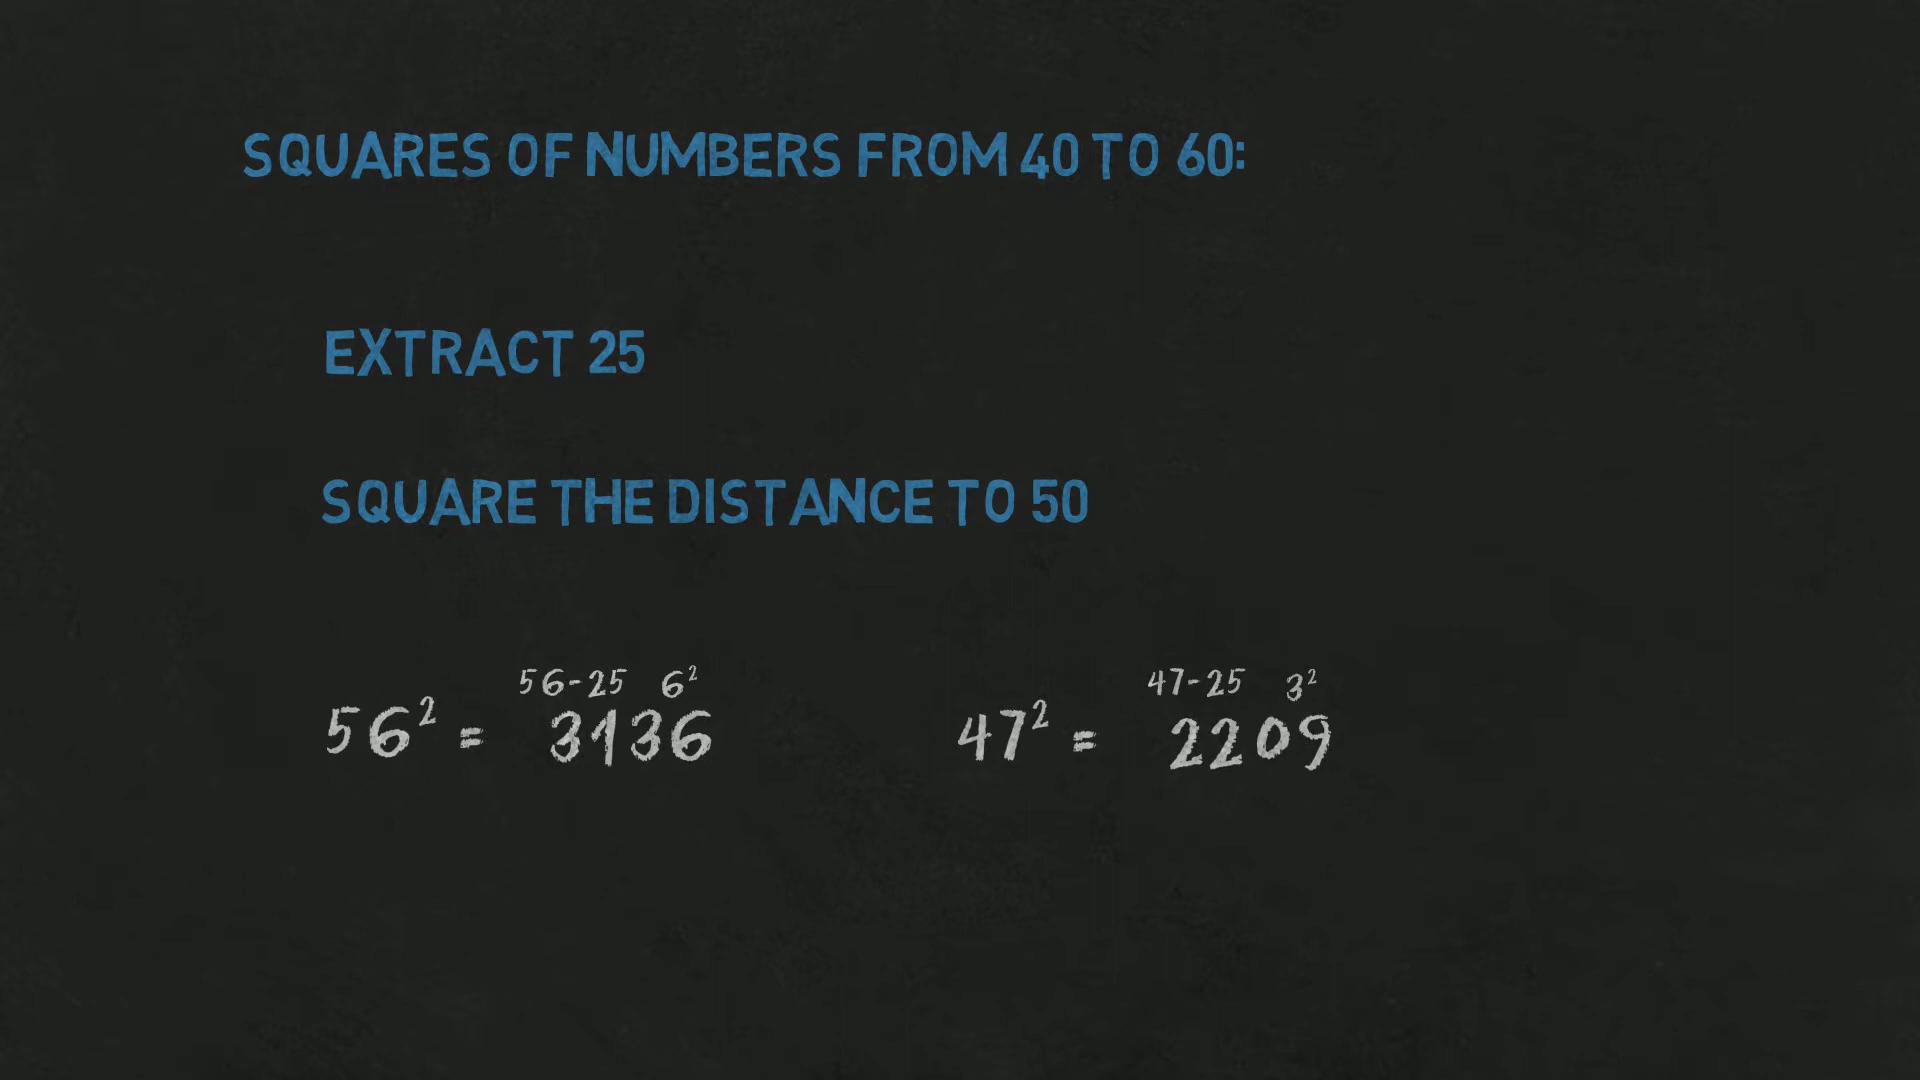 SQUARES OF NUMBERS FROM 40 TO 60:
EXTRACT 25
SQUARE THE DISTANCE TO 50
56-25 6² 47-25 3²
56² = 3136 47² = 2209